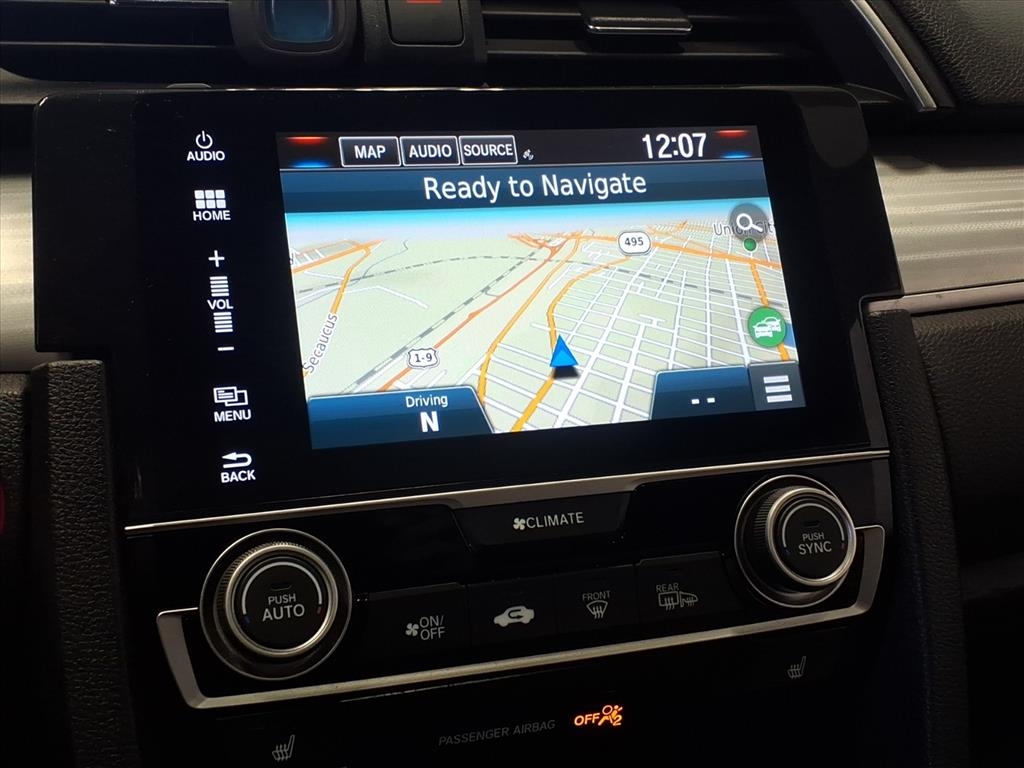 AUDIO
HOME
+
VOL
-
MENU
BACK
MAP AUDIO SOURCE 12:07
Ready to Navigate
495
Secaucus
1-9
Driving
N
--
CLIMATE
PUSH
AUTO
ON/
OFF
FRONT
REAR
PUSH
SYNC
PASSENGER AIRBAG OFF 2